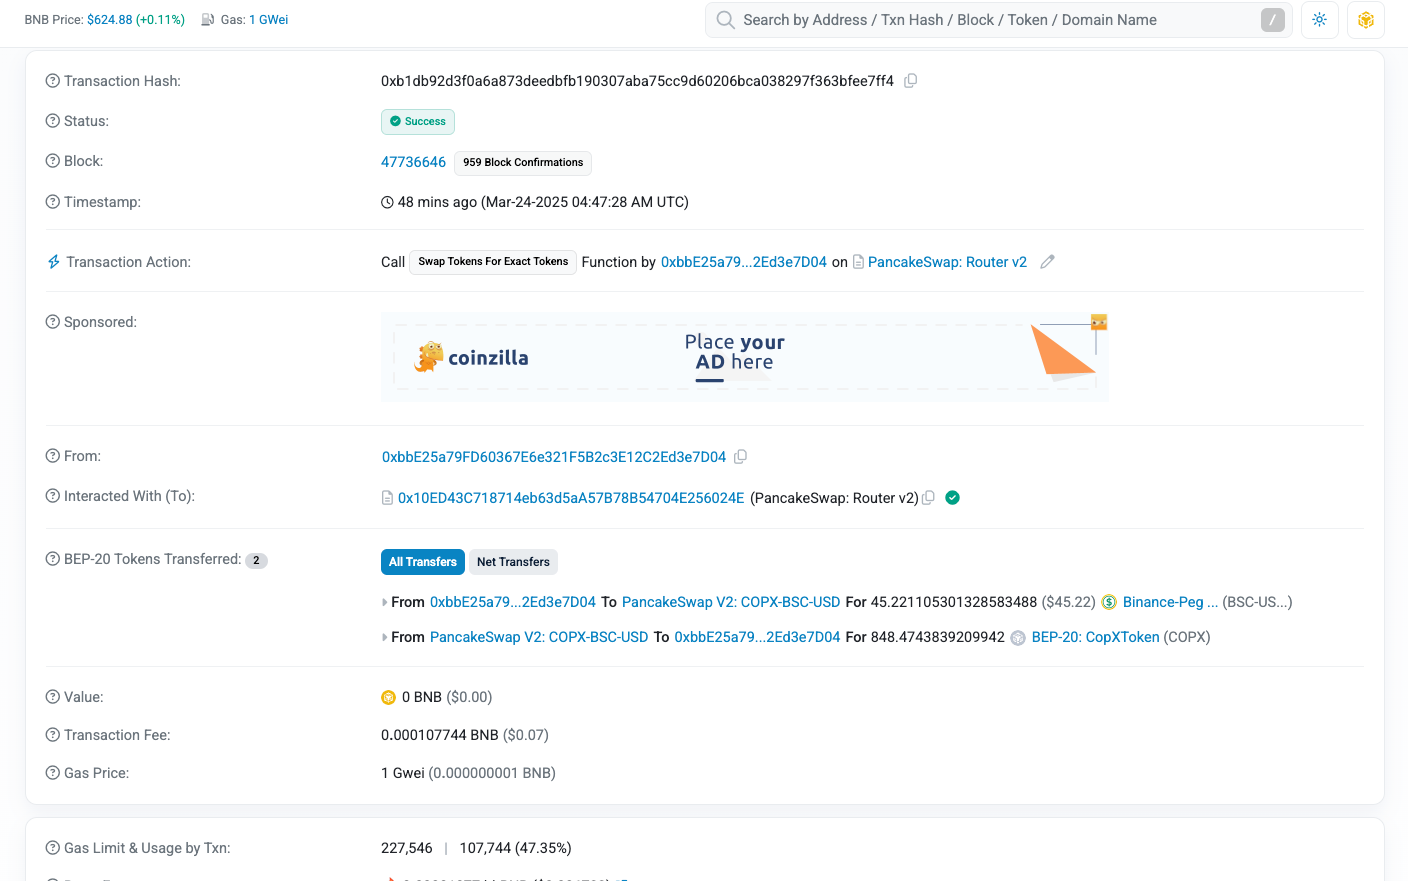 BNB Price: $624.88 (+0.11%) Gas: 1 GWei
Search by Address / Txn Hash / Block / Token / Domain Name /
Transaction Hash: 0xb1db92d3f0a6a873deedbfb190307aba75cc9d60206bca038297f363bfee7ff4
Status: Success
Block: 47736646 959 Block Confirmations
Timestamp: 48 mins ago (Mar-24-2025 04:47:28 AM UTC)
Transaction Action: Call Swap Tokens For Exact Tokens Function by 0xbbE25a79...2Ed3e7D04 on PancakeSwap: Router v2
Sponsored:
coinzilla
Place your
AD here
From: 0xbbE25a79FD60367E6e321F5B2c3E12C2Ed3e7D04
Interacted With (To): 0x10ED43C718714eb63d5aA57B78B54704E256024E (PancakeSwap: Router v2)
BEP-20 Tokens Transferred: 2 All Transfers Net Transfers
From 0xbbE25a79...2Ed3e7D04 To PancakeSwap V2: COPX-BSC-USD For 45.221105301328583488 ($45.22) Binance-Peg ... (BSC-US...)
From PancakeSwap V2: COPX-BSC-USD To 0xbbE25a79...2Ed3e7D04 For 848.4743839209942 BEP-20: CopXToken (COPX)
Value: 0 BNB ($0.00)
Transaction Fee: 0.000107744 BNB ($0.07)
Gas Price: 1 Gwei (0.000000001 BNB)
Gas Limit & Usage by Txn: 227,546 | 107,744 (47.35%)